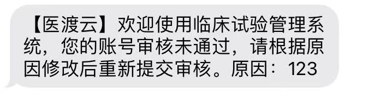 【医渡云】欢迎使用临床试验管理系
统，您的账号审核未通过，请根据原
因修改后重新提交审核。原因：123